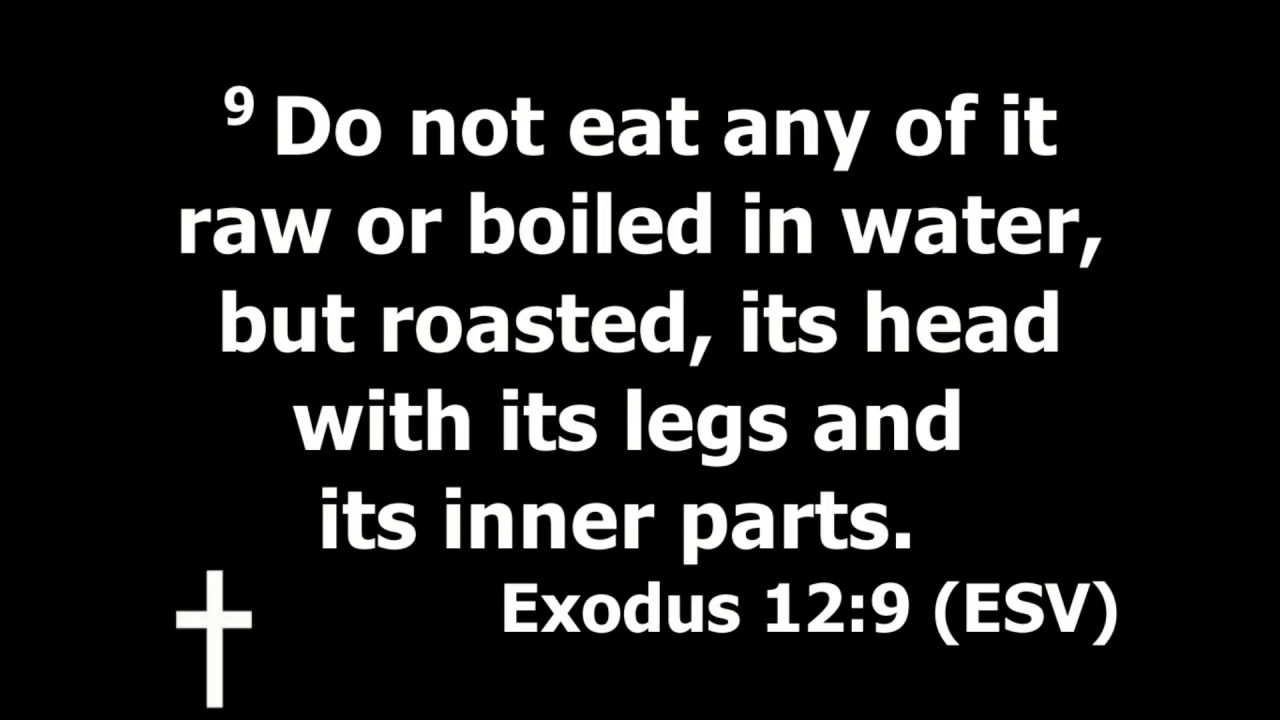 9 Do not eat any of it
raw or boiled in water,
but roasted, its head
with its legs and
its inner parts.
Exodus 12:9 (ESV)